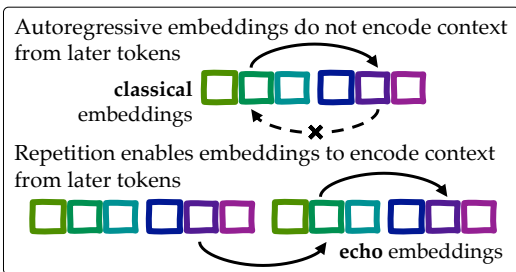 Autoregressive embeddings do not encode context
from later tokens
classical
embeddings
Repetition enables embeddings to encode context
from later tokens
echo embeddings